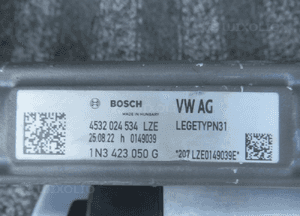 BOSCH
MADE IN HUNGARY
VW AG
4532 024 534 LZE
LEGETYPN31
25.08.22 h 0149039
1N3 423 050 G
*207 LZE0149039E*